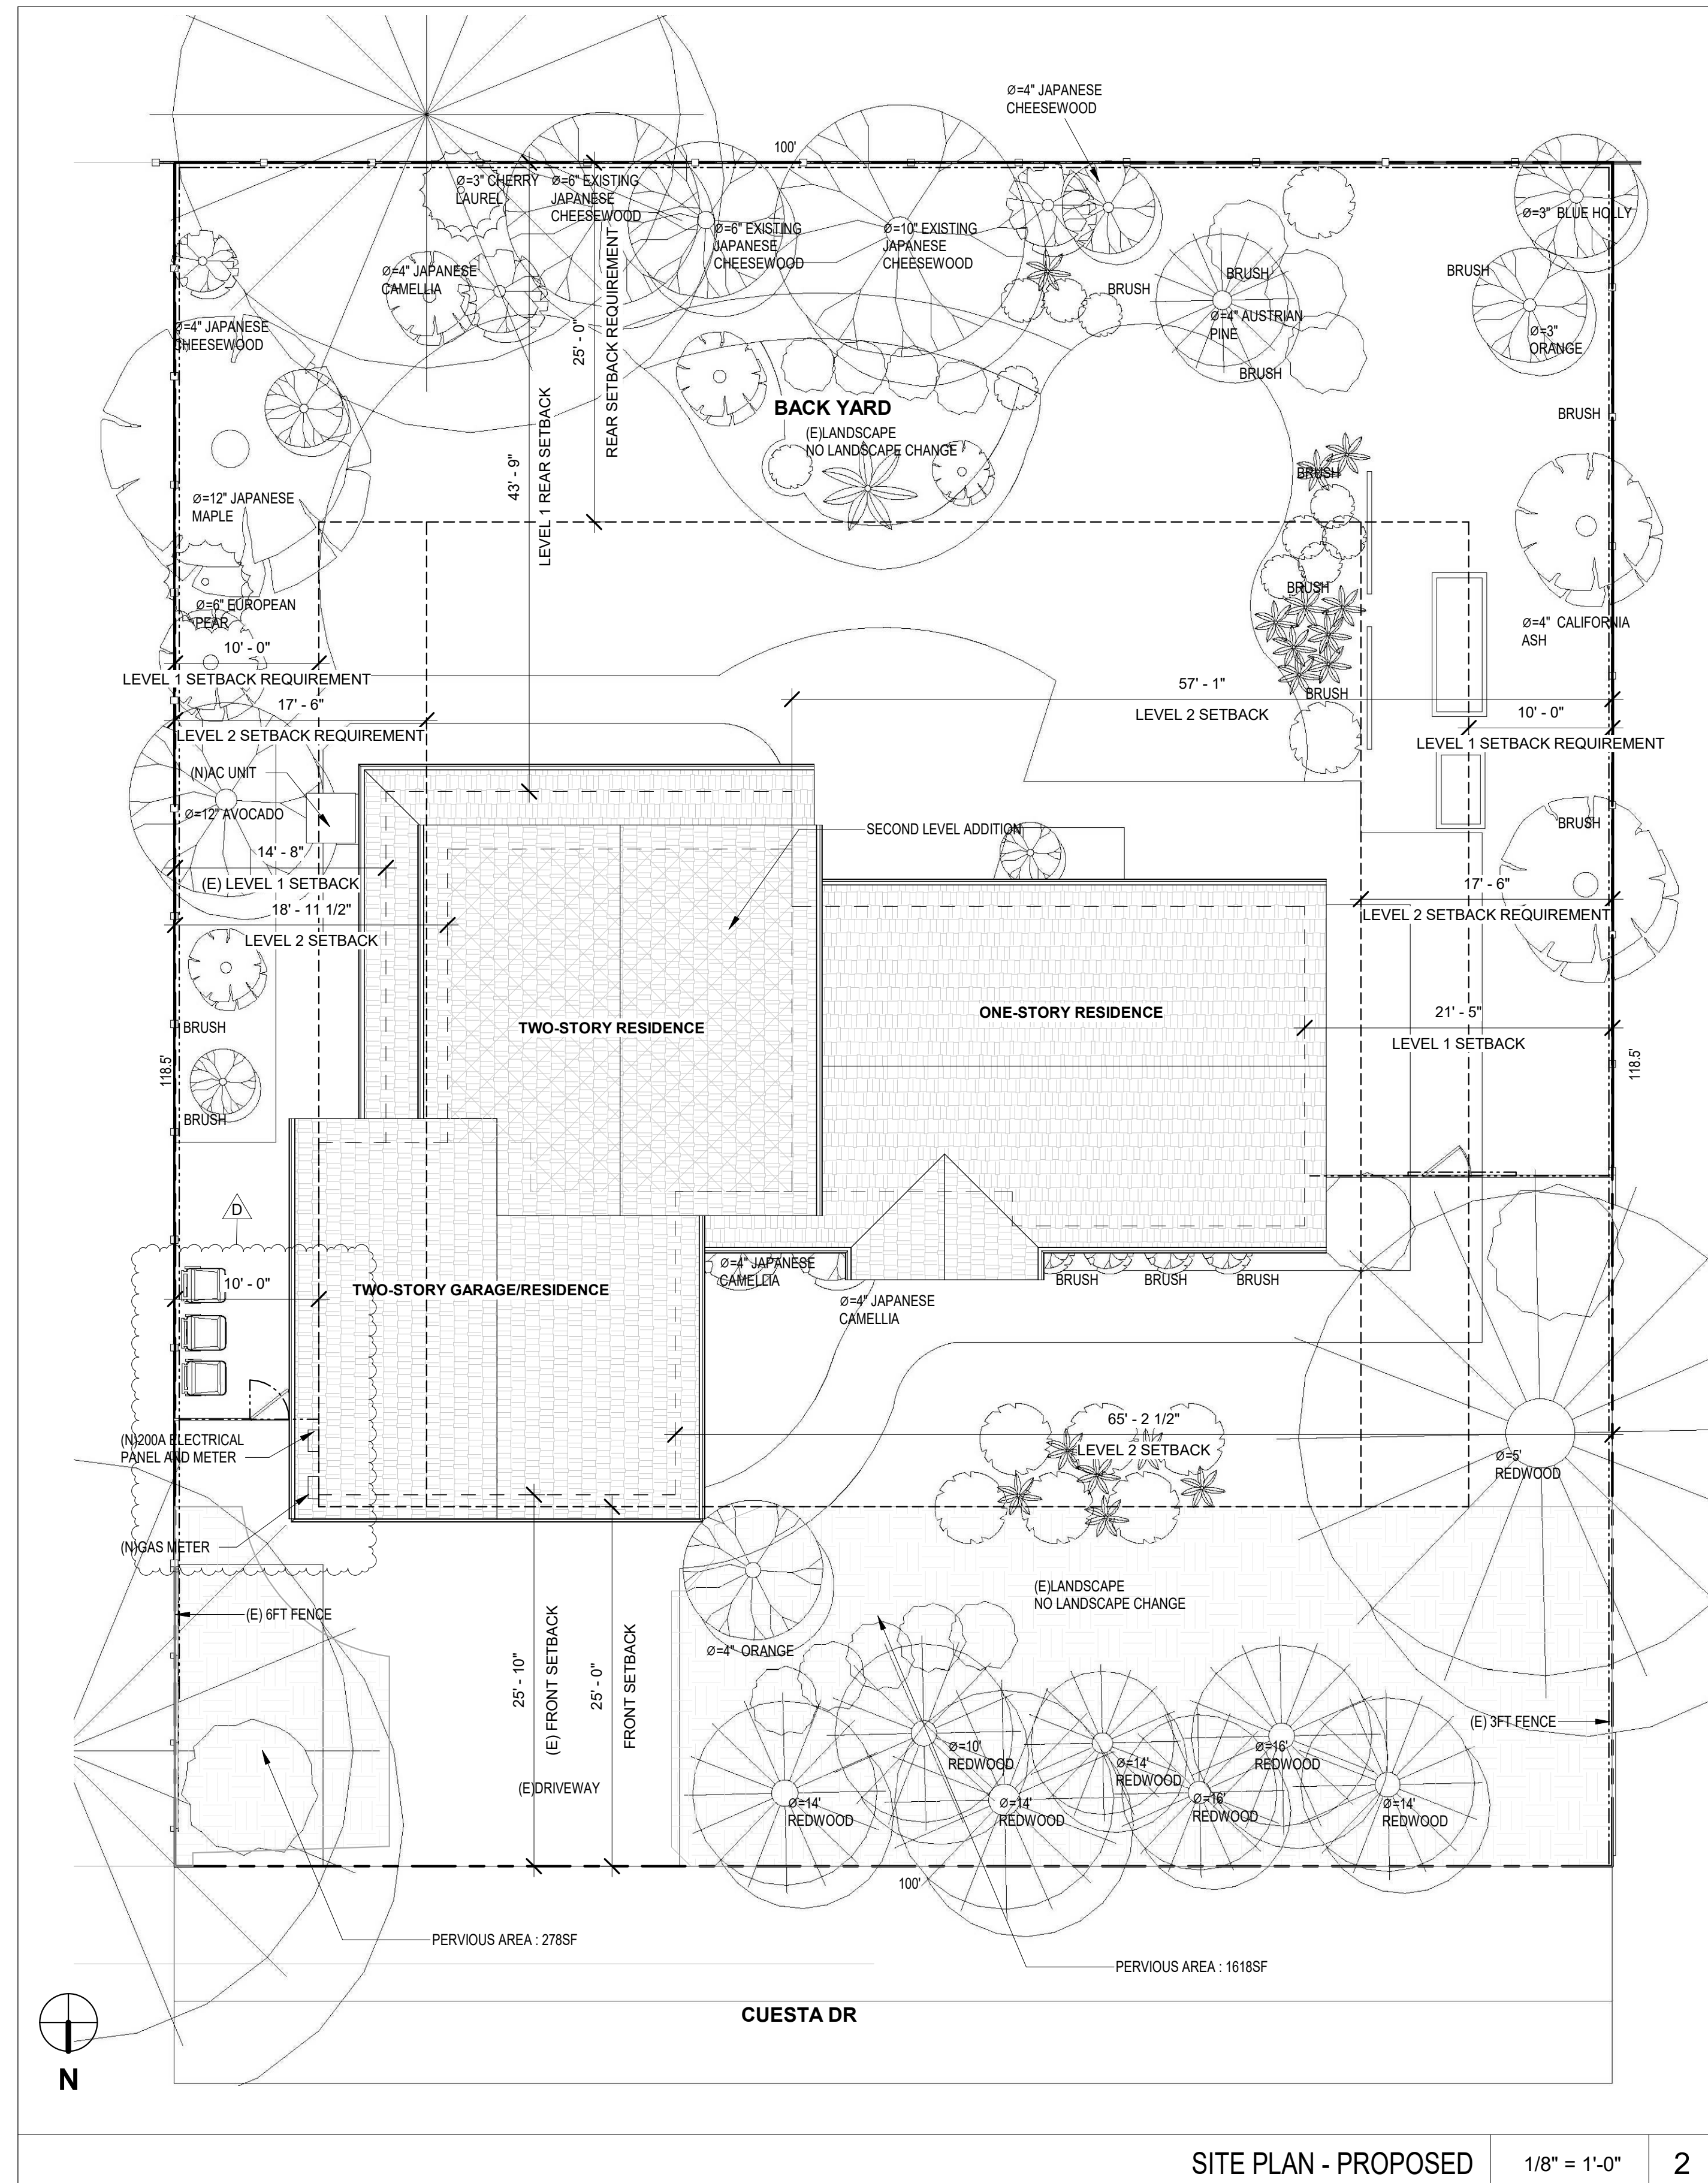 Ø=4" JAPANESE
CHEESEWOOD
100'
Ø=3" CHERRY
LAUREL
Ø=6" EXISTING
JAPANESE
CHEESEWOOD
Ø=6" EXISTING
JAPANESE
CHEESEWOOD
Ø=10" EXISTING
JAPANESE
CHEESEWOOD
Ø=3" BLUE HOLLY
Ø=4" JAPANESE
CAMELLIA
BRUSH
BRUSH
BRUSH
Ø=4" JAPANESE
CHEESEWOOD
Ø=4" AUSTRIAN
PINE
Ø=3"
ORANGE
BRUSH
25' - 0"
REAR SETBACK REQUIREMENT
43' - 9"
LEVEL 1 REAR SETBACK
BACK YARD
(E)LANDSCAPE
NO LANDSCAPE CHANGE
BRUSH
BRUSH
Ø=12" JAPANESE
MAPLE
BRUSH
Ø=6" EUROPEAN
PEAR
Ø=4" CALIFORNIA
ASH
10' - 0"
LEVEL 1 SETBACK REQUIREMENT
17' - 6"
LEVEL 2 SETBACK REQUIREMENT
57' - 1"
LEVEL 2 SETBACK
BRUSH
10' - 0"
LEVEL 1 SETBACK REQUIREMENT
(N)AC UNIT
Ø=12" AVOCADO
SECOND LEVEL ADDITION
BRUSH
14' - 8"
(E) LEVEL 1 SETBACK
18' - 11 1/2"
LEVEL 2 SETBACK
17' - 6"
LEVEL 2 SETBACK REQUIREMENT
TWO-STORY RESIDENCE
ONE-STORY RESIDENCE
21' - 5"
LEVEL 1 SETBACK
BRUSH
118.5'
118.5'
BRUSH
D
10' - 0"
TWO-STORY GARAGE/RESIDENCE
Ø=4" JAPANESE
CAMELLIA
Ø=4" JAPANESE
CAMELLIA
BRUSH
BRUSH
BRUSH
(N)200A ELECTRICAL
PANEL AND METER
65' - 2 1/2"
LEVEL 2 SETBACK
Ø=5'
REDWOOD
(N)GAS METER
(E)LANDSCAPE
NO LANDSCAPE CHANGE
(E) 6FT FENCE
25' - 10"
(E) FRONT SETBACK
25' - 0"
FRONT SETBACK
Ø=4" ORANGE
(E) 3FT FENCE
Ø=10'
REDWOOD
Ø=14'
REDWOOD
Ø=16'
REDWOOD
(E)DRIVEWAY
Ø=14'
REDWOOD
Ø=14'
REDWOOD
Ø=16'
REDWOOD
Ø=14'
REDWOOD
100'
PERVIOUS AREA : 278SF
PERVIOUS AREA : 1618SF
CUESTA DR
N
SITE PLAN - PROPOSED
1/8" = 1'-0"
2